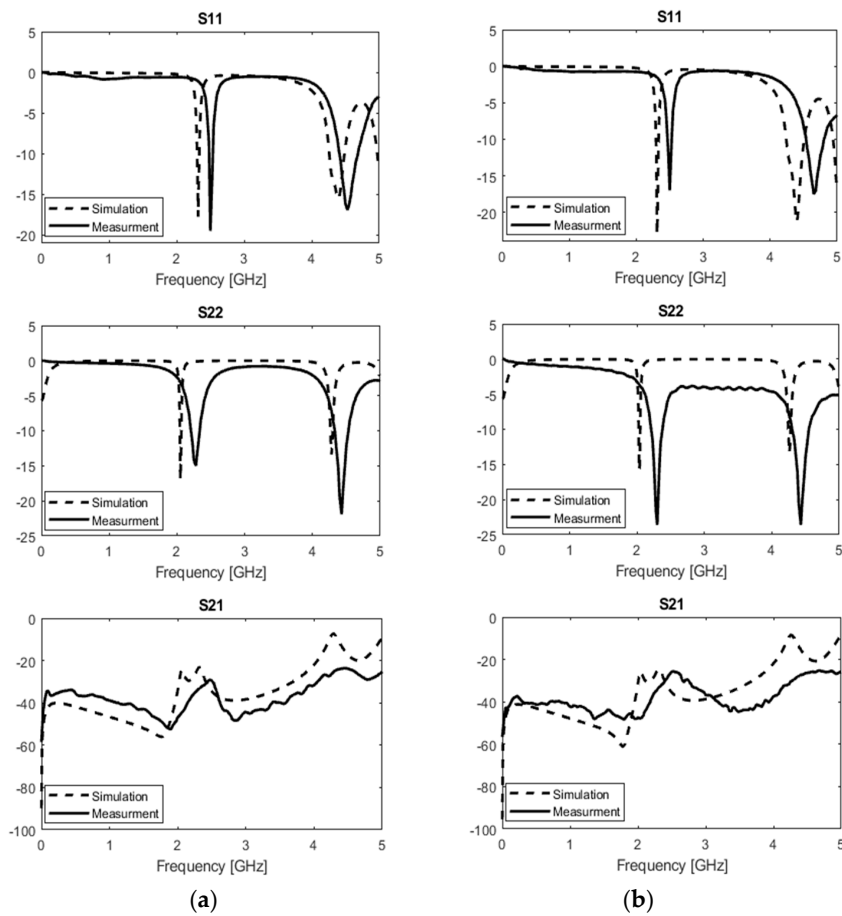 S11
5
0
-5
-10
-15
-20
Simulation
Measurment
0 1 2 3 4 5
Frequency [GHz]
S11
5
0
-5
-10
-15
-20
Simulation
Measurment
0 1 2 3 4 5
Frequency [GHz]
S22
5
0
-5
-10
-15
-20
-25
Simulation
Measurment
0 1 2 3 4 5
Frequency [GHz]
S22
5
0
-5
-10
-15
-20
-25
Simulation
Measurment
0 1 2 3 4 5
Frequency [GHz]
S21
0
-20
-40
-60
-80
-100
Simulation
Measurment
0 1 2 3 4 5
Frequency [GHz]
S21
0
-20
-40
-60
-80
-100
Simulation
Measurment
0 1 2 3 4 5
Frequency [GHz]
(a)
(b)